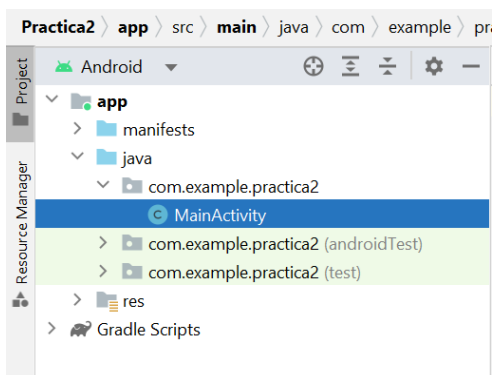 Practica2 〉 app 〉 src 〉 main 〉 java 〉 com 〉 example 〉
Project
Resource Manager
Android
app
manifests
java
com.example.practica2
C MainActivity
com.example.practica2 (androidTest)
com.example.practica2 (test)
res
Gradle Scripts